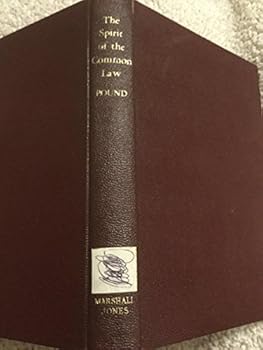 The
Spirit
of the
Common
Law
POUND
MARSHALL
JONES